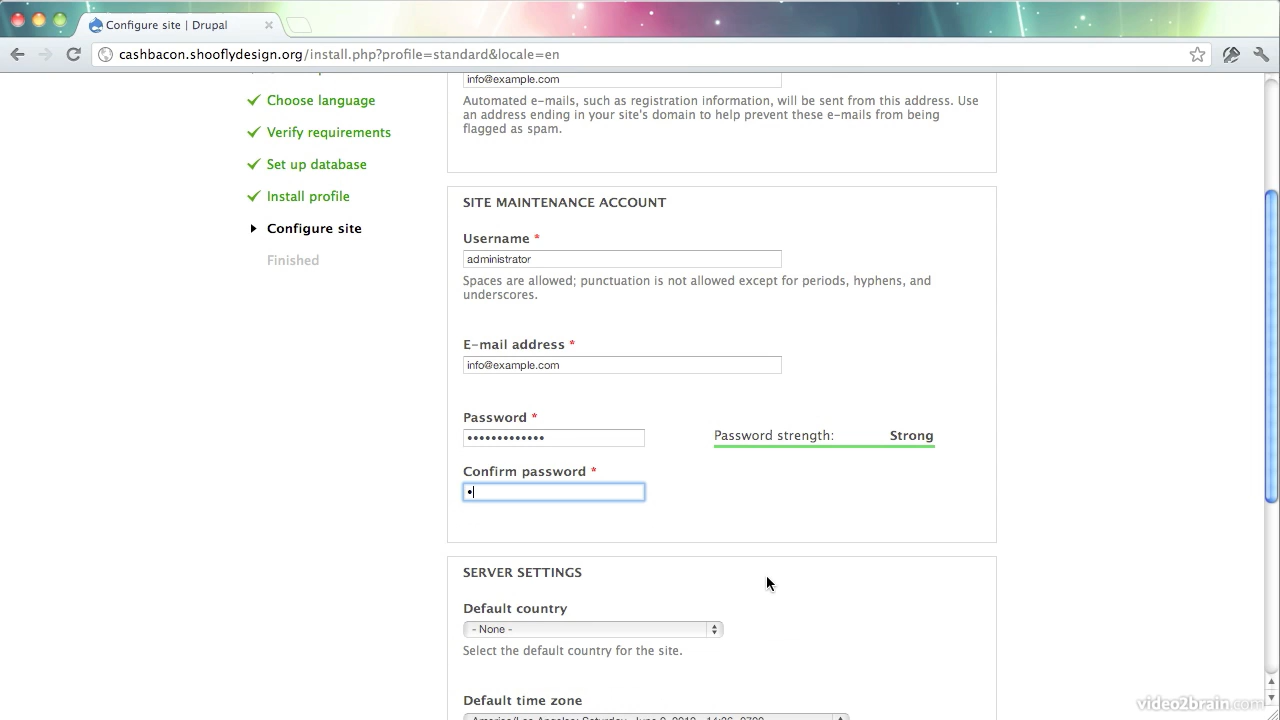 Configure site | Drupal
cashbacon.shooflydesign.org/install.php?profile=standard&locale=en
Choose language
Verify requirements
Set up database
Install profile
Configure site
Finished
info@example.com
Automated e-mails, such as registration information, will be sent from this address. Use
an address ending in your site's domain to help prevent these e-mails from being
flagged as spam.
SITE MAINTENANCE ACCOUNT
Username *
administrator
Spaces are allowed; punctuation is not allowed except for periods, hyphens, and
underscores.
E-mail address *
info@example.com
Password *
•••••••••••••
Password strength: Strong
Confirm password *
•
SERVER SETTINGS
Default country
- None -
Select the default country for the site.
Default time zone
video2brain.com